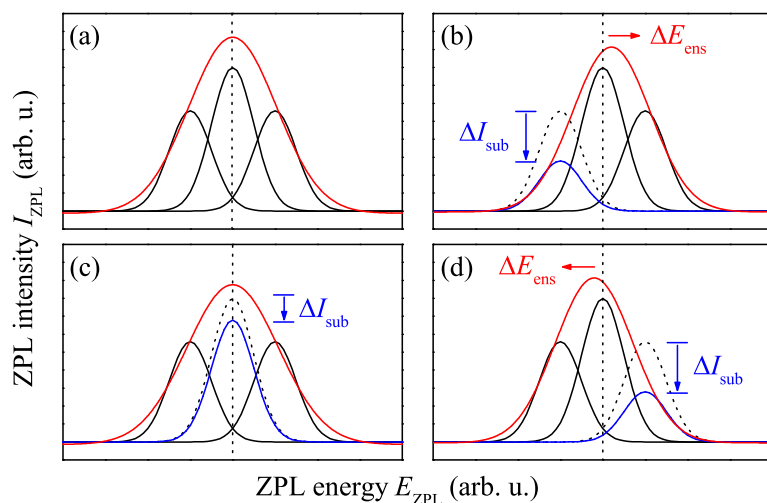 (a)
(b)
ΔE_ens
ΔI_sub
(c)
ΔI_sub
(d)
ΔE_ens
ΔI_sub
ZPL intensity I_ZPL (arb. u.)
ZPL energy E_ZPL (arb. u.)